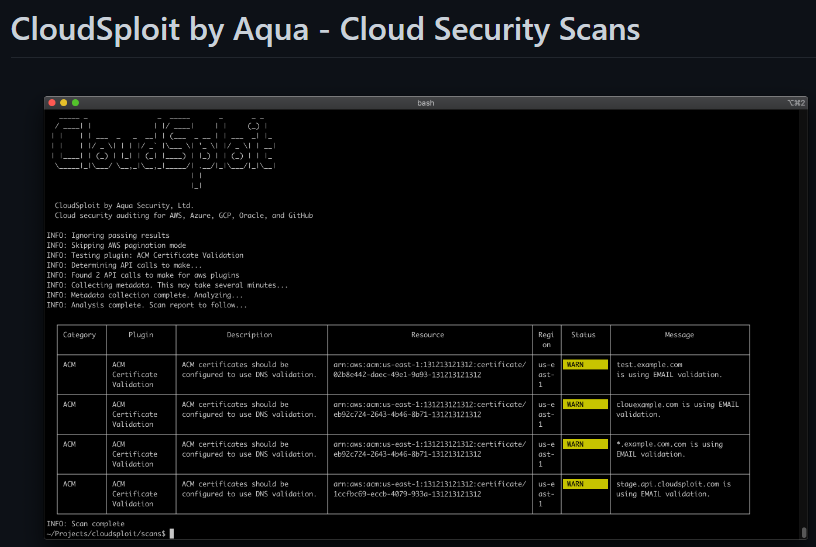 CloudSploit by Aqua - Cloud Security Scans
bash
⌥⌘2
CloudSploit
CloudSploit by Aqua Security, Ltd.
Cloud security auditing for AWS, Azure, GCP, Oracle, and GitHub
INFO: Ignoring passing results
INFO: Skipping AWS pagination mode
INFO: Testing plugin: ACM Certificate Validation
INFO: Determining API calls to make...
INFO: Found 2 API calls to make for aws plugins
INFO: Collecting metadata. This may take several minutes...
INFO: Metadata collection complete. Analyzing...
INFO: Analysis complete. Scan report to follow...
Category Plugin Description Resource Regi Status Message
on
ACM ACM ACM certificates should be arn:aws:acm:us-east-1:131213121312:certificate/ us-e WARN test.example.com
Certificate configured to use DNS validation. 02b8e442-daec-49e1-9a93-131213121312 ast- is using EMAIL validation.
Validation 1
ACM ACM ACM certificates should be arn:aws:acm:us-east-1:131213121312:certificate/ us-e WARN clouexample.com is using EMAIL
Certificate configured to use DNS validation. eb92c724-2643-4b46-8b71-131213121312 ast- validation.
Validation 1
ACM ACM ACM certificates should be arn:aws:acm:us-east-1:131213121312:certificate/ us-e WARN *.example.com.com is using
Certificate configured to use DNS validation. eb92c724-2643-4b46-8b71-131213121312 ast- EMAIL validation.
Validation 1
ACM ACM ACM certificates should be arn:aws:acm:us-east-1:131213121312:certificate/ us-e WARN stage.api.cloudsploit.com is
Certificate configured to use DNS validation. 1ccfbc69-eccb-4079-933a-131213121312 ast- using EMAIL validation.
Validation 1
INFO: Scan complete
~/Projects/cloudsploit/scans$